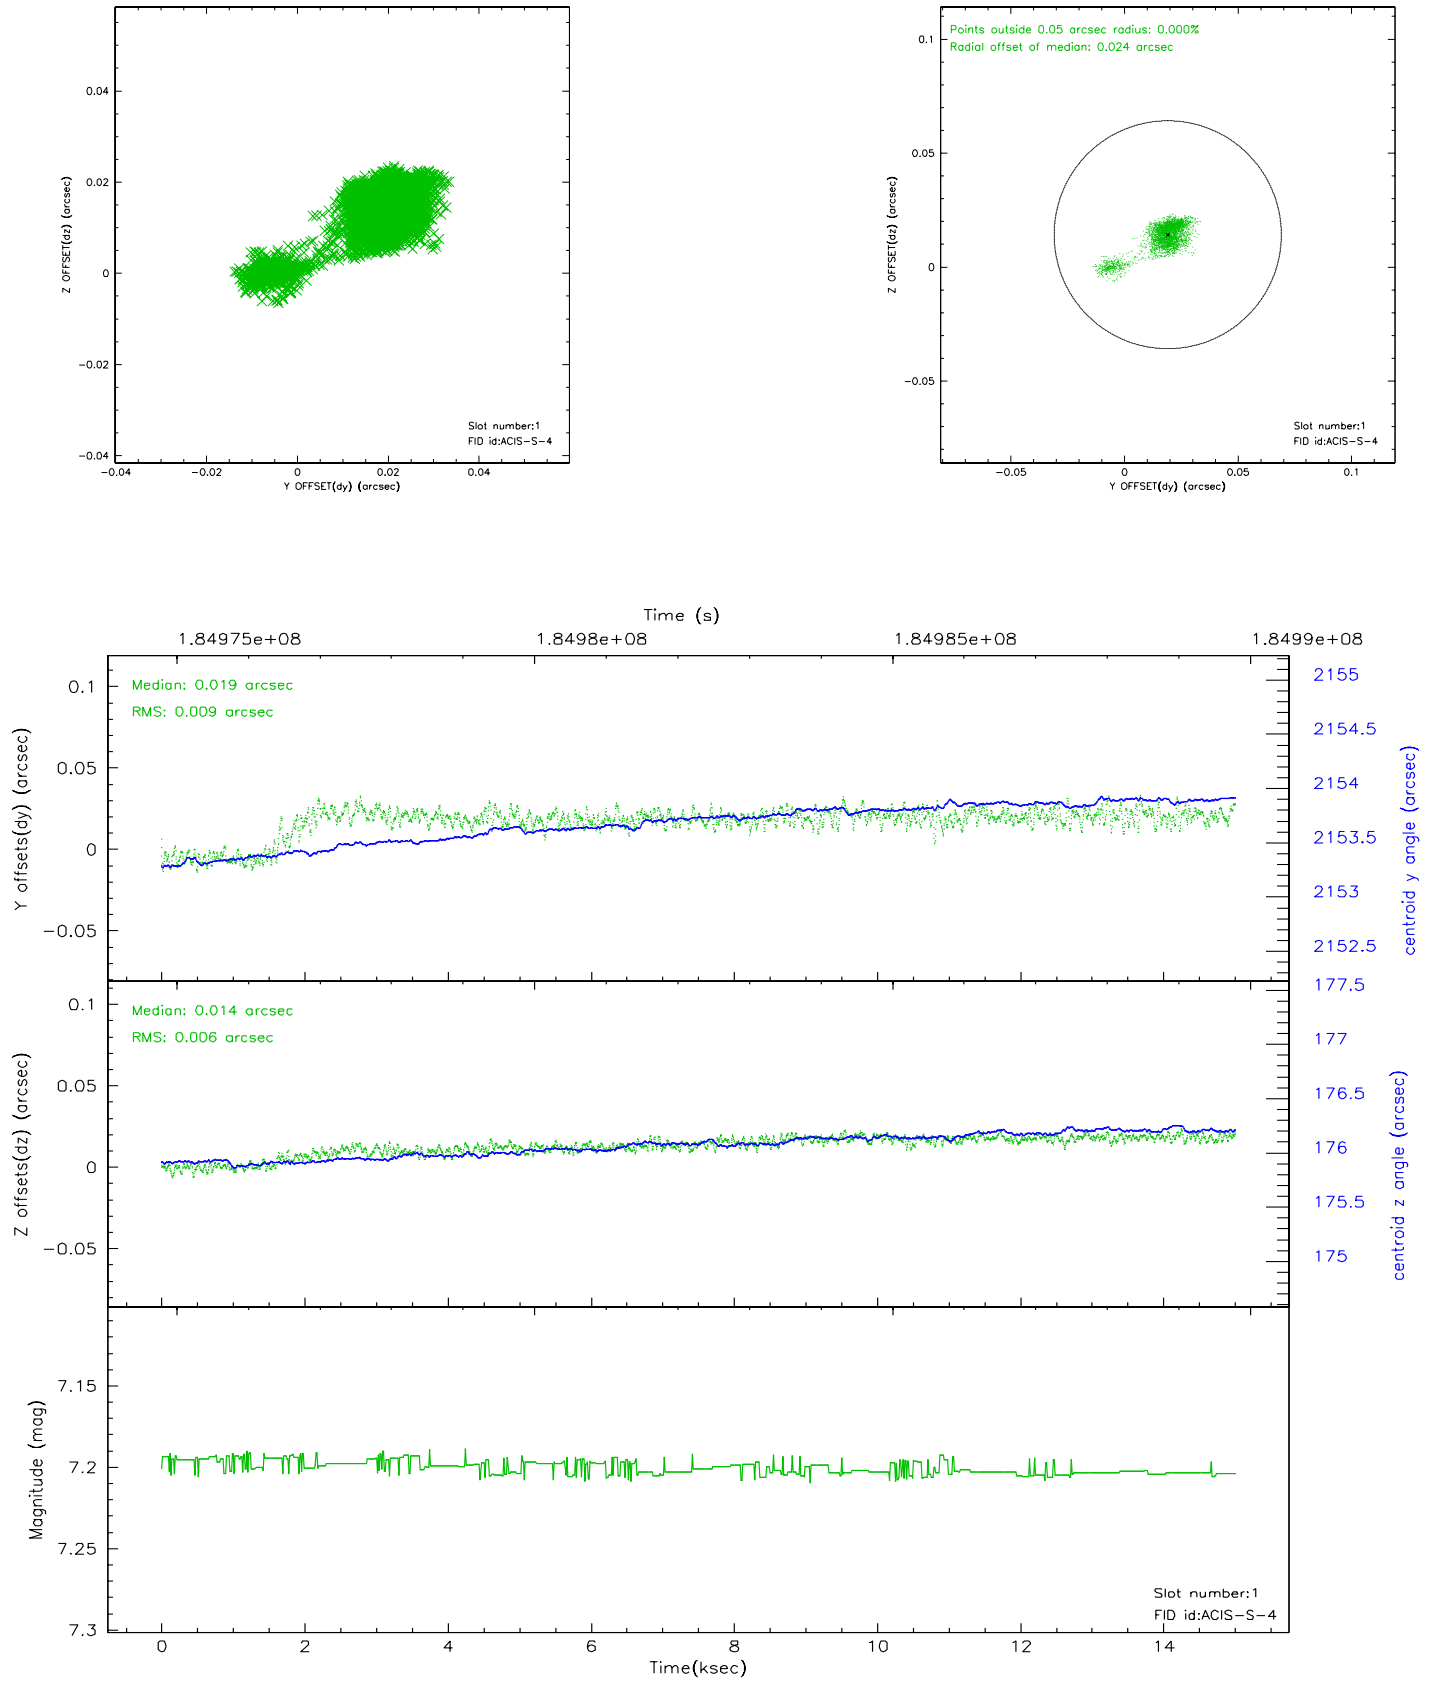 0.04
0.02
0
−0.02
−0.04
−0.04
−0.02
0
0.02
0.04
Z OFFSET(dz) (arcsec)
Y OFFSET(dy) (arcsec)
Slot number:1
FID id:ACIS−S−4
Points outside 0.05 arcsec radius: 0.000%
Radial offset of median: 0.024 arcsec
0.1
0.05
0
−0.05
−0.05
0
0.05
0.1
Z OFFSET(dz) (arcsec)
Y OFFSET(dy) (arcsec)
Slot number:1
FID id:ACIS−S−4
Time (s)
1.84975e+08
1.8498e+08
1.84985e+08
1.8499e+08
Median: 0.019 arcsec
RMS: 0.009 arcsec
0.1
0.05
0
−0.05
Y offsets(dy) (arcsec)
2155
2154.5
2154
2153.5
2153
2152.5
centroid y angle (arcsec)
Median: 0.014 arcsec
RMS: 0.006 arcsec
0.1
0.05
0
−0.05
Z offsets(dz) (arcsec)
177.5
177
176.5
176
175.5
175
centroid z angle (arcsec)
7.15
7.2
7.25
7.3
Magnitude (mag)
Slot number:1
FID id:ACIS−S−4
0
2
4
6
8
10
12
14
Time(ksec)